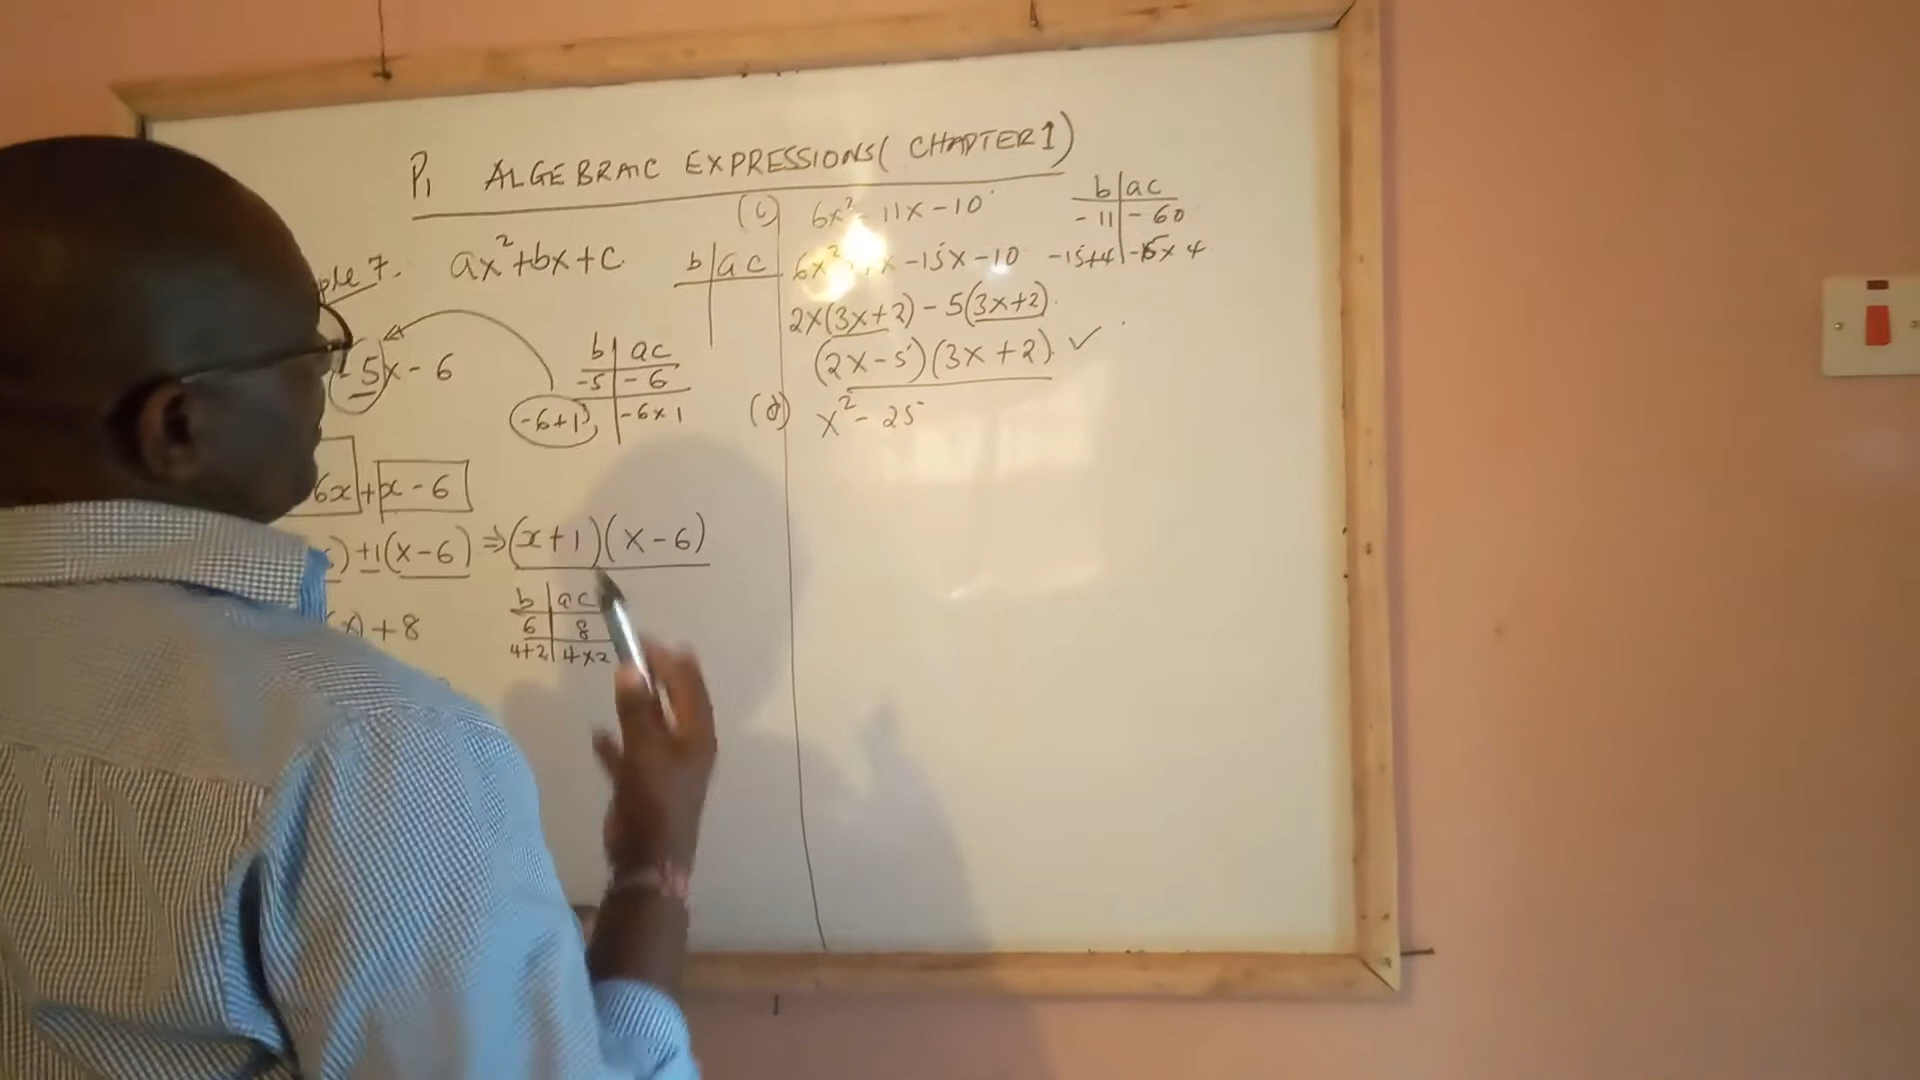 P₁ ALGEBRAIC EXPRESSIONS (CHAPTER 1)
ple 7. ax² + bx + c
b | ac
-5x - 6
b | ac
-5 | -6
-6+1 | -6x1
6x + x - 6
) +1(x-6) ⇒ (x+1)(x-6)
+ 8
b | ac
6 | 8
4+2 | 4x2
(c) 6x² - 11x - 10
b | ac
-11 | -60
-15+4 | -15x4
6x² x - 15x - 10
2x(3x+2) - 5(3x+2)
(2x-5)(3x+2) ✓
(d) x² - 25